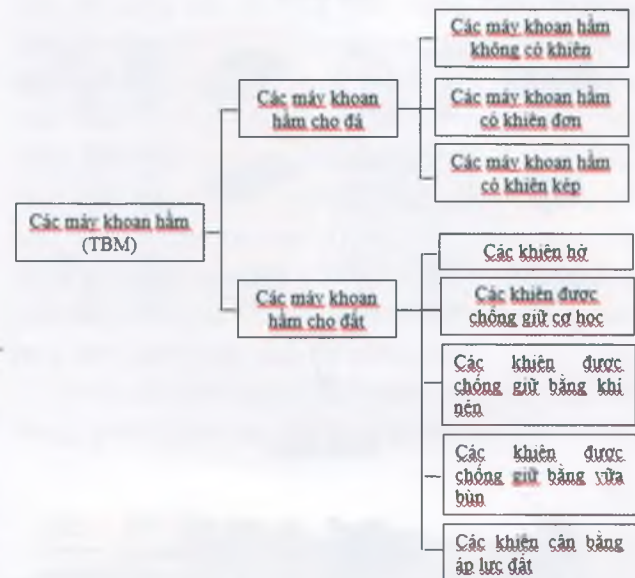 Các máy khoan hầm
không có khiên
Các máy khoan
hầm cho đá
Các máy khoan hầm
có khiên đơn
Các máy khoan hầm
có khiên kép
Các máy khoan hầm
(TBM)
Các khiên hở
Các máy khoan
hầm cho đất
Các khiên được
chống giữ cơ học
Các khiên được
chống giữ bằng khí
nén
Các khiên được
chống giữ bằng vữa
bùn
Các khiên cân bằng
áp lực đất